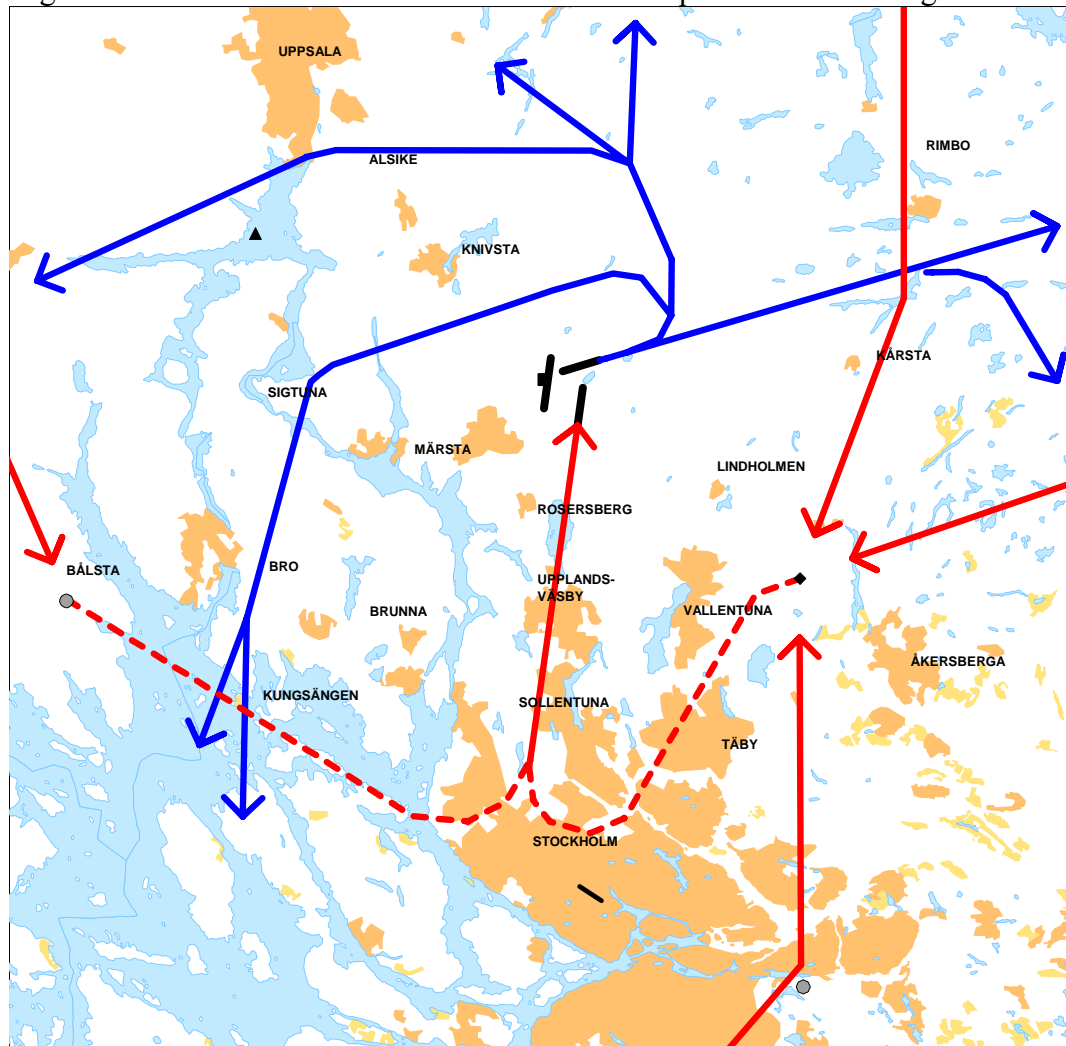 UPPSALA
RIMBO
ALSIKE
KNIVSTA
KÅRSTA
SIGTUNA
MÄRSTA
LINDHOLMEN
ROSERSBERG
BÅLSTA
BRO
UPPLANDS-
VÄSBY
BRUNNA
VALLENTUNA
ÅKERSBERGA
KUNGSÄNGEN
SOLLENTUNA
TÄBY
STOCKHOLM